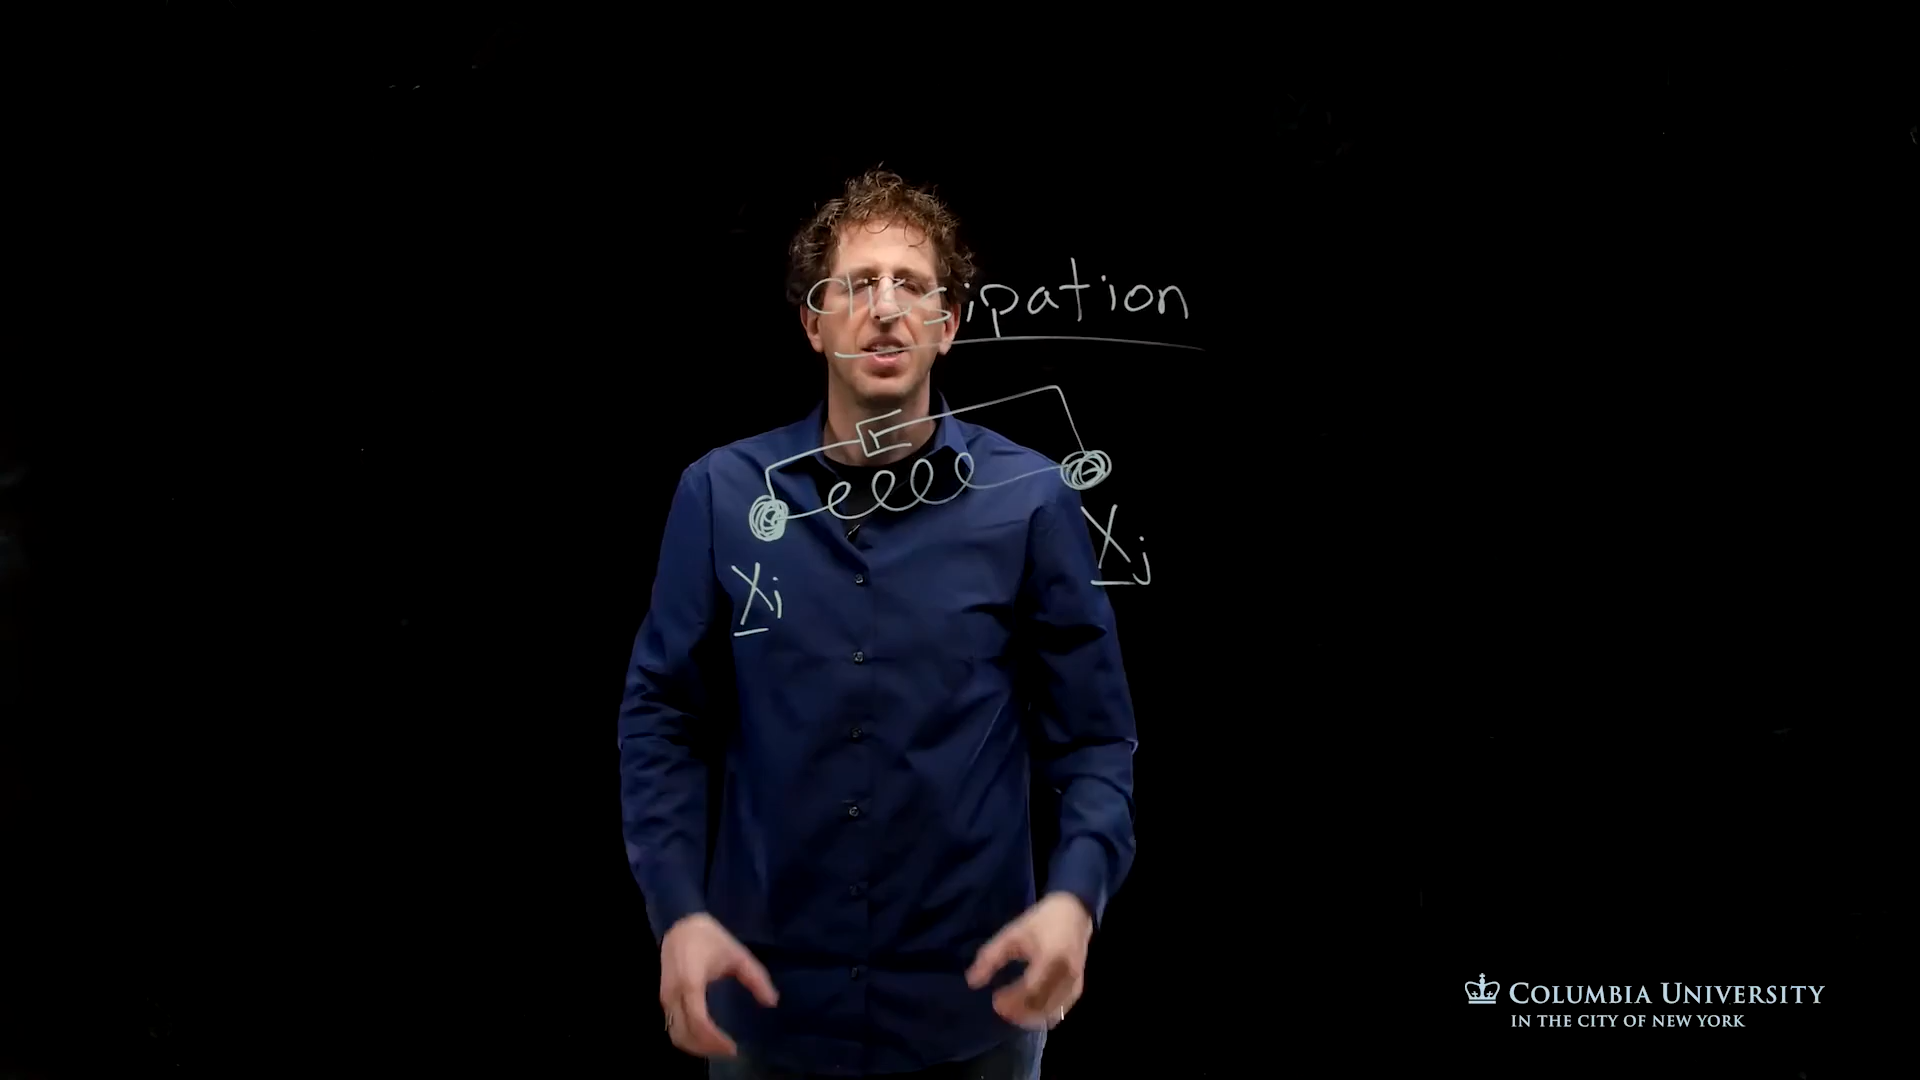 dissipation
Xi
Xj
COLUMBIA UNIVERSITY
IN THE CITY OF NEW YORK